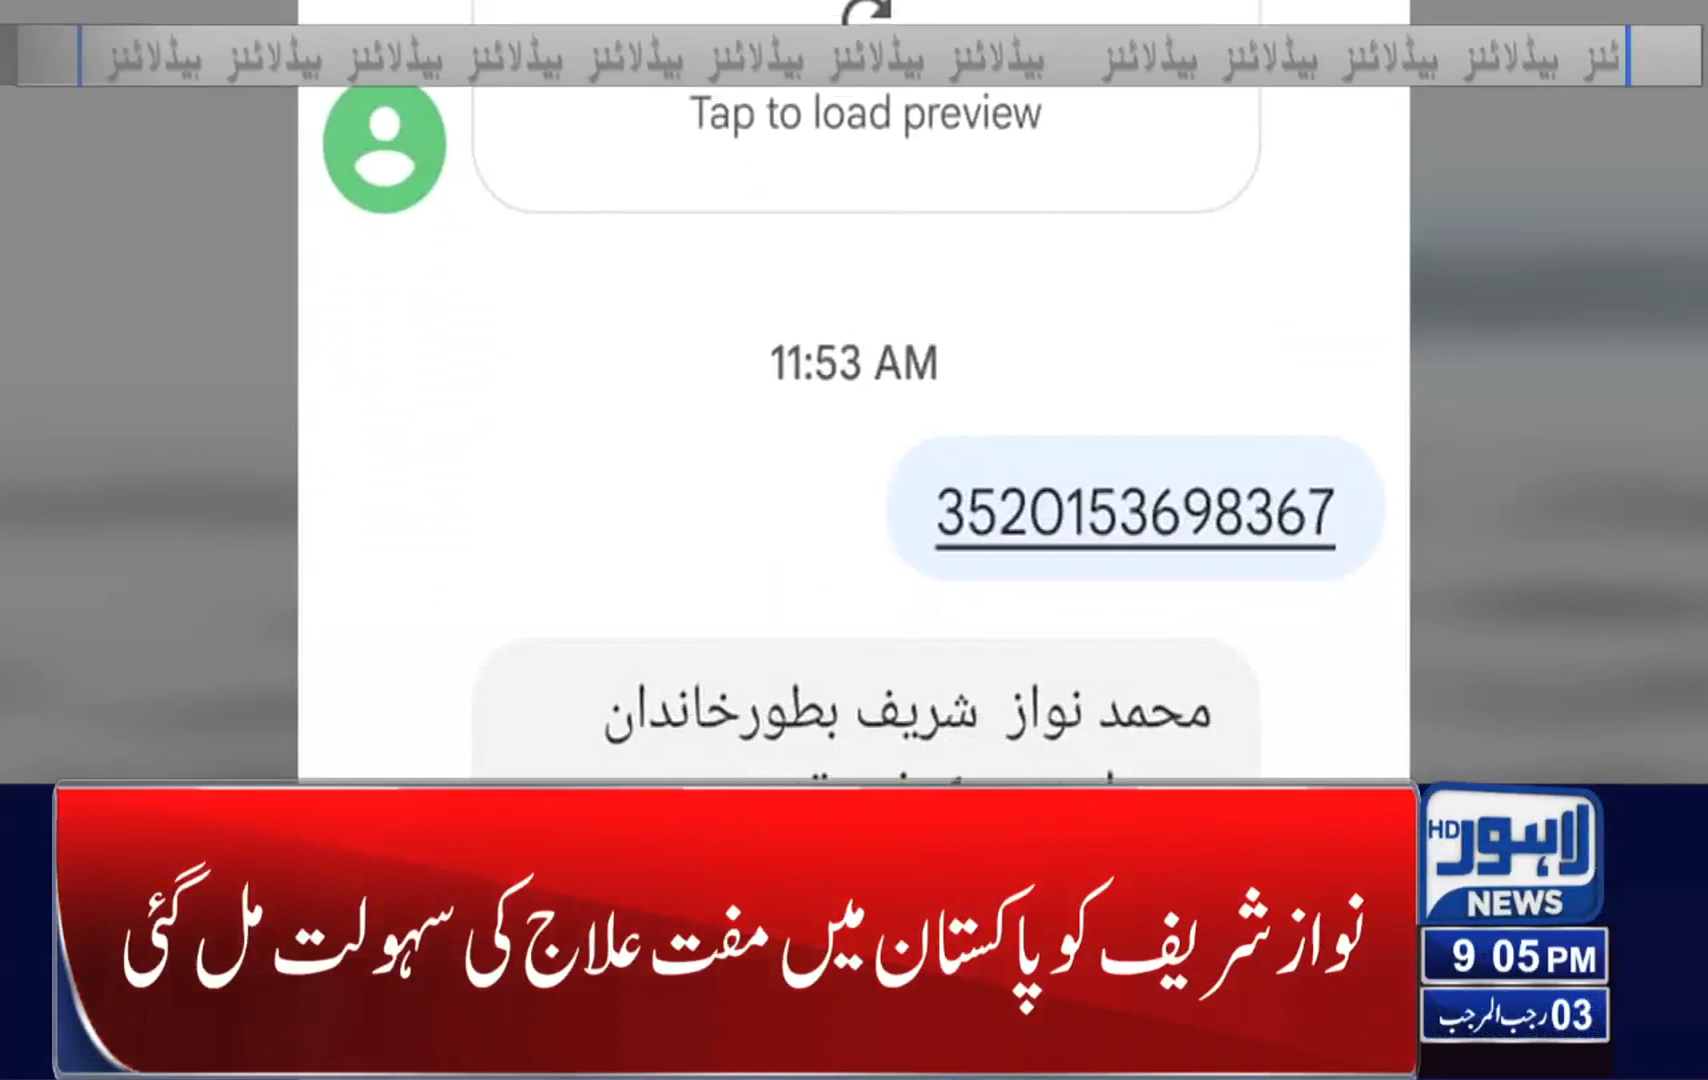 ہیڈلائنز ہیڈلائنز ہیڈلائنز ہیڈلائنز ہیڈلائنز ہیڈلائنز ہیڈلائنز ہیڈلائنز ہیڈلائنز ہیڈلائنز ہیڈلائنز ہیڈلائنز
Tap to load preview
11:53 AM
3520153698367
محمد نواز شریف بطورخاندان
نواز شریف کو پاکستان میں مفت علاج کی سہولت مل گئی
لاہور HD
NEWS
9 05 PM
03 رجب المرجب